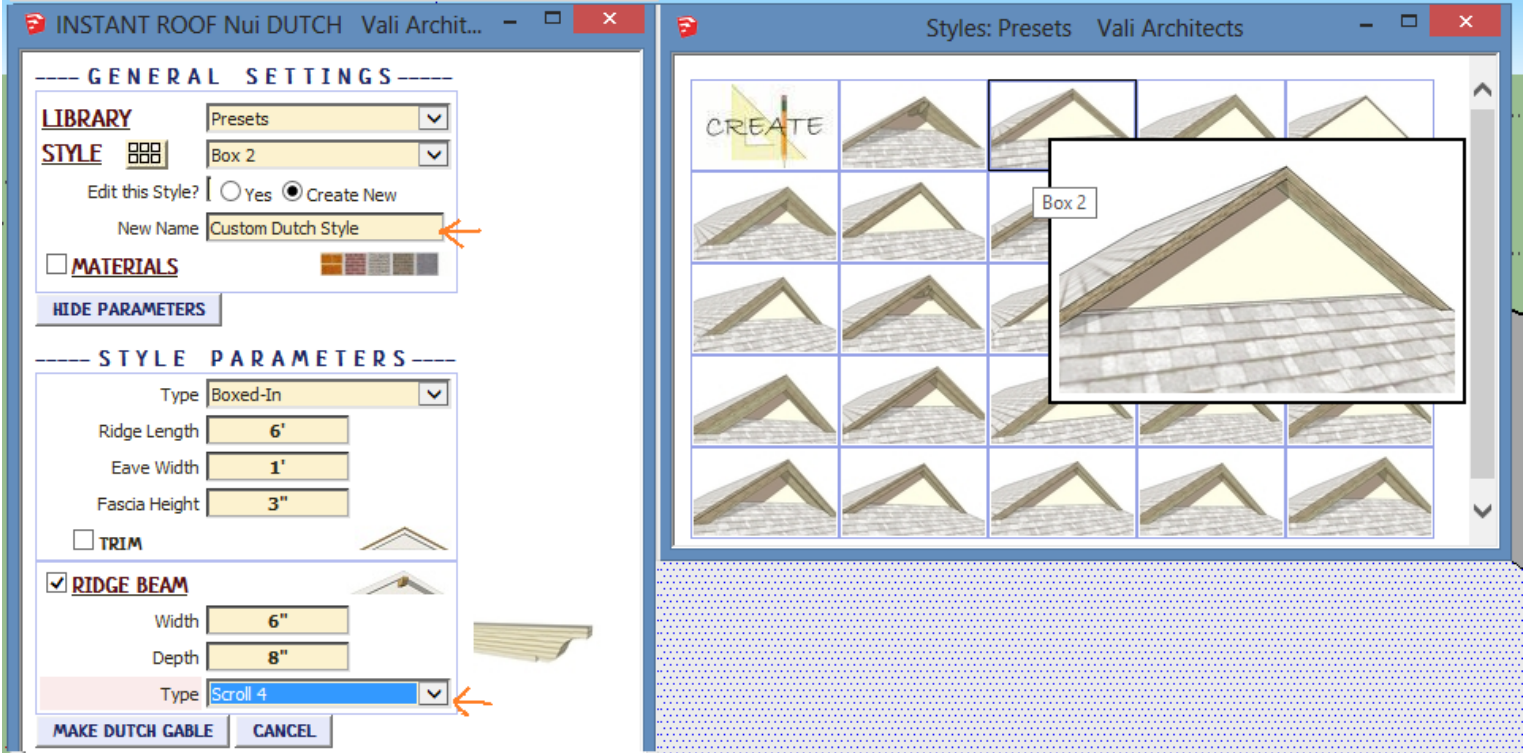 INSTANT ROOF Nui DUTCH Vali Archit...
---- GENERAL SETTINGS-----
LIBRARY Presets
STYLE Box 2
Edit this Style? Yes Create New
New Name Custom Dutch Style
MATERIALS
HIDE PARAMETERS
----- STYLE PARAMETERS----
Type Boxed-In
Ridge Length 6'
Eave Width 1'
Fascia Height 3"
TRIM
RIDGE BEAM
Width 6"
Depth 8"
Type Scroll 4
MAKE DUTCH GABLE CANCEL
Styles: Presets Vali Architects
CREATE
Box 2